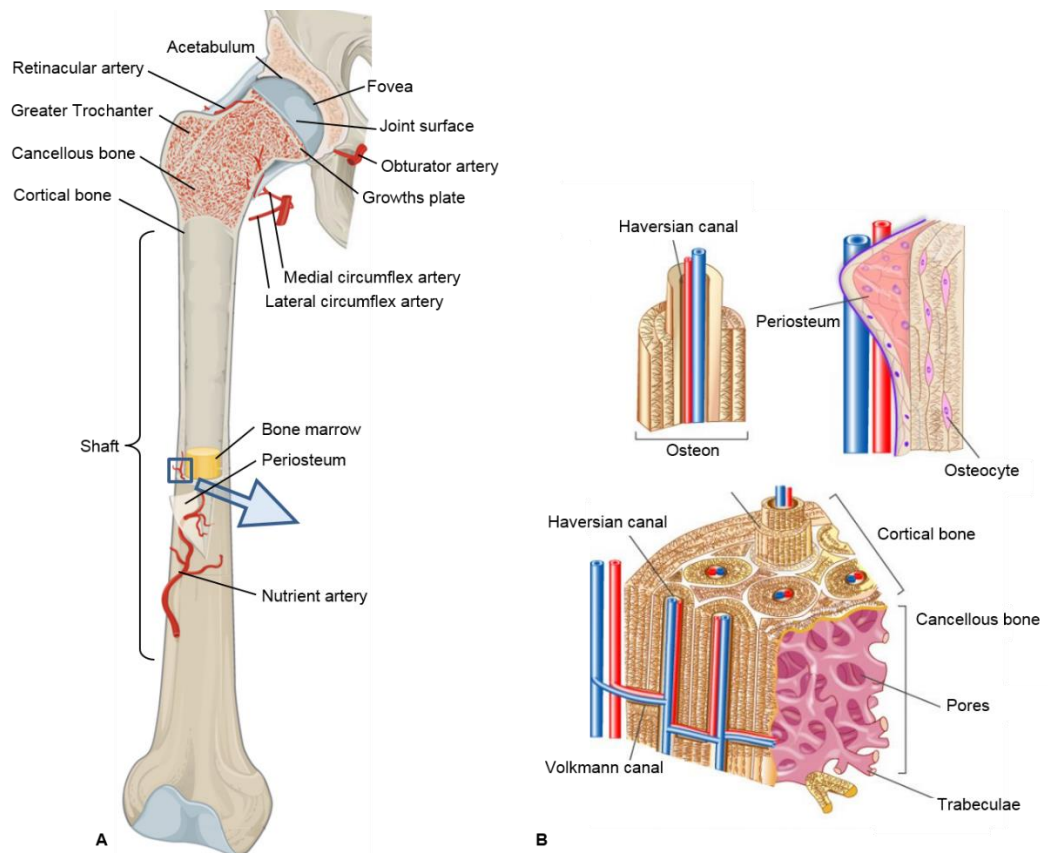 Acetabulum
Retinacular artery
Fovea
Greater Trochanter
Joint surface
Cancellous bone
Obturator artery
Cortical bone
Growths plate
Medial circumflex artery
Lateral circumflex artery
Shaft
Bone marrow
Periosteum
Nutrient artery
A
Haversian canal
Periosteum
Osteon
Osteocyte
Haversian canal
Cortical bone
Cancellous bone
Pores
Volkmann canal
Trabeculae
B